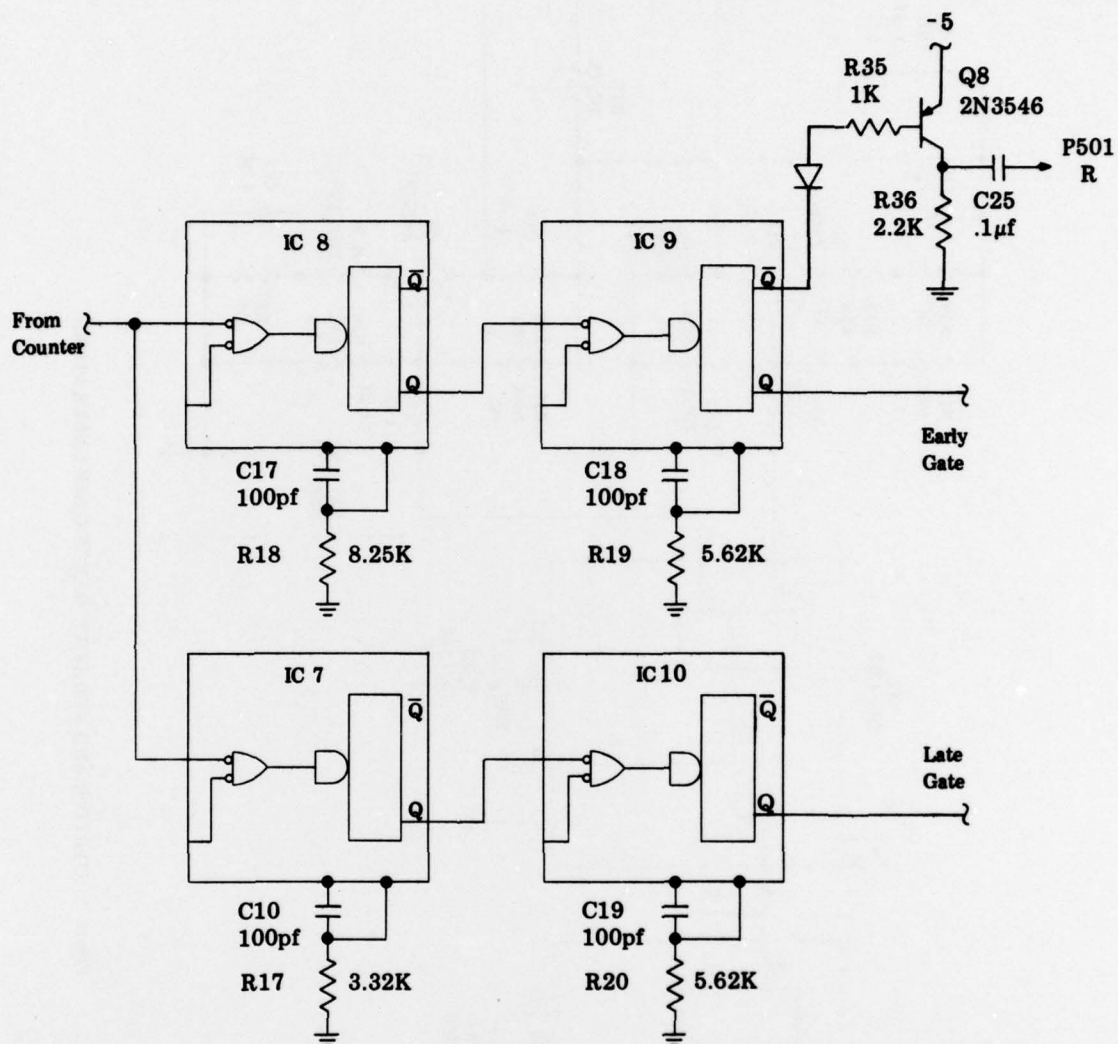 -5
R35
1K
Q8
2N3546
P501
R
R36
2.2K
C25
.1µf
IC 8
Q̅
Q
IC 9
Q̅
Q
From
Counter
Early
Gate
C17
100pf
R18
8.25K
C18
100pf
R19
5.62K
IC 7
Q̅
Q
IC 10
Q̅
Q
Late
Gate
C10
100pf
R17
3.32K
C19
100pf
R20
5.62K